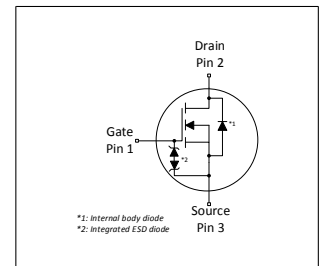 Drain
Pin 2
*1
Gate
Pin 1
*2
Source
Pin 3
*1: Internal body diode
*2: Integrated ESD diode